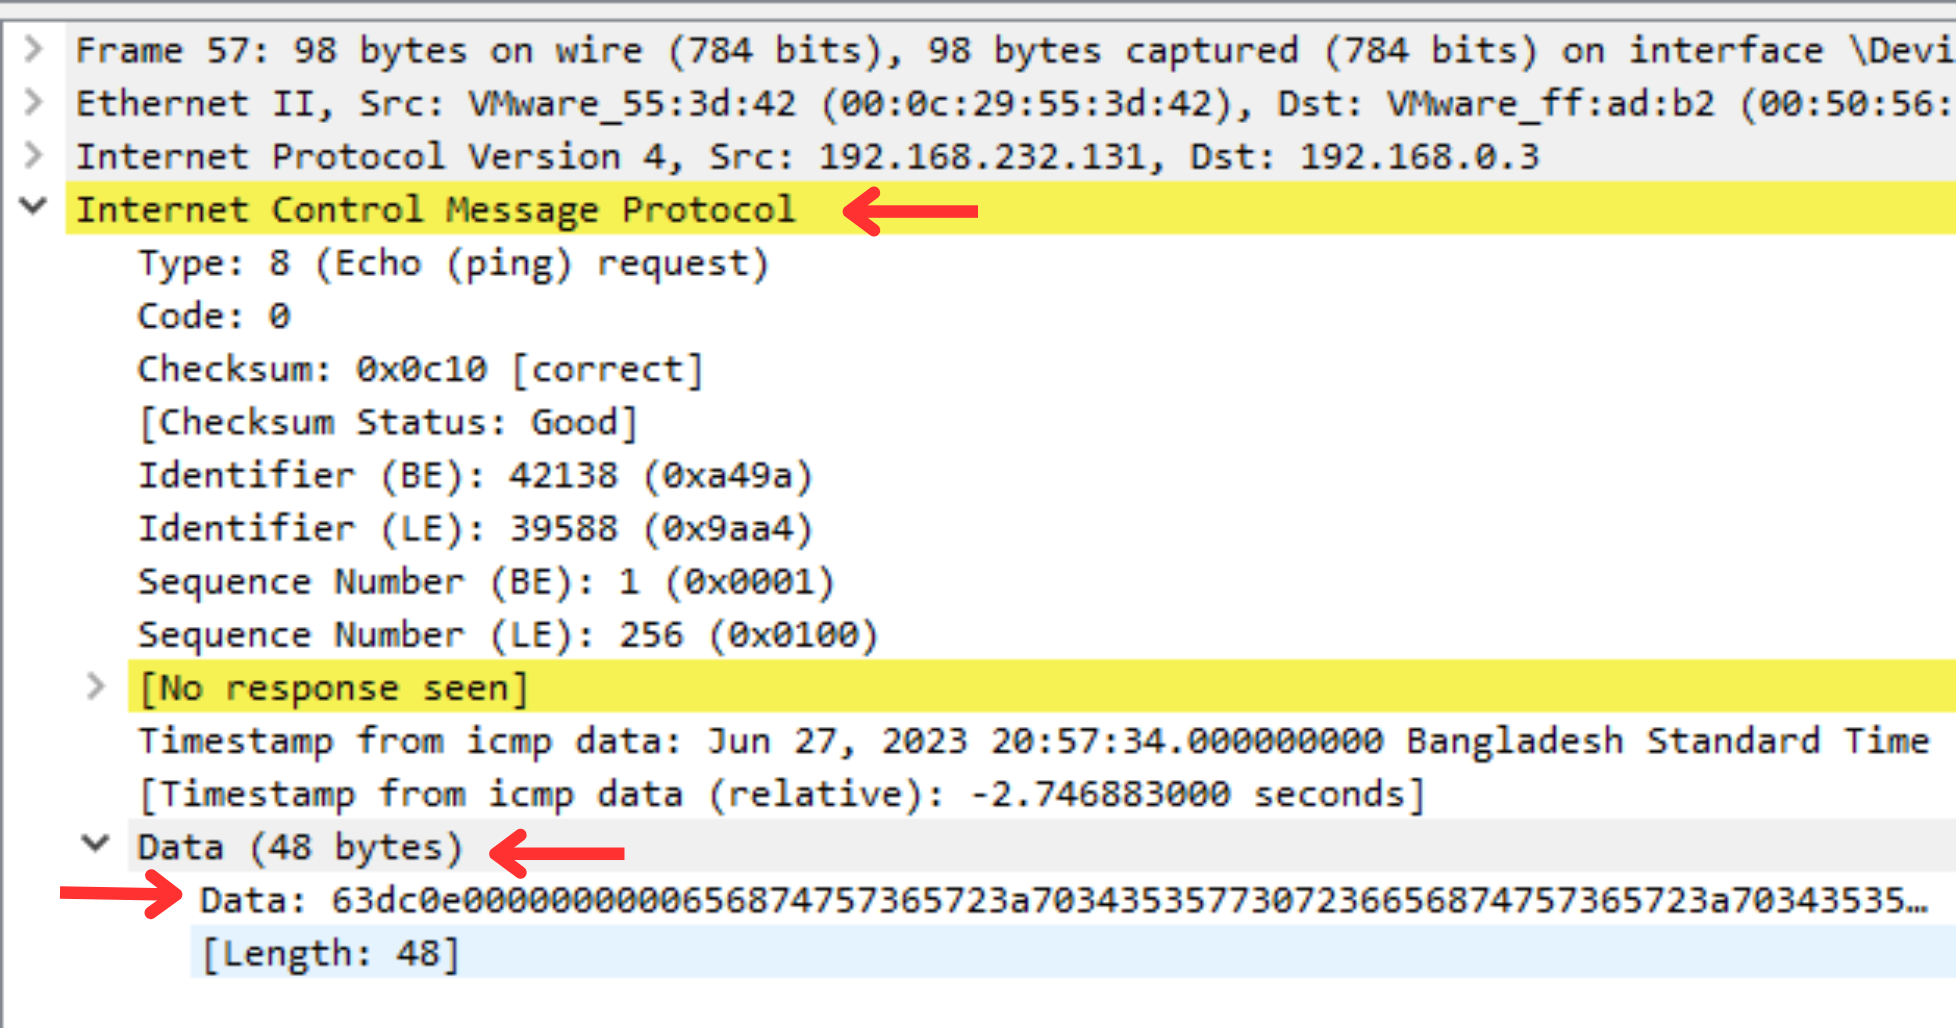 Frame 57: 98 bytes on wire (784 bits), 98 bytes captured (784 bits) on interface \Devi
Ethernet II, Src: VMware_55:3d:42 (00:0c:29:55:3d:42), Dst: VMware_ff:ad:b2 (00:50:56:
Internet Protocol Version 4, Src: 192.168.232.131, Dst: 192.168.0.3
Internet Control Message Protocol
Type: 8 (Echo (ping) request)
Code: 0
Checksum: 0x0c10 [correct]
[Checksum Status: Good]
Identifier (BE): 42138 (0xa49a)
Identifier (LE): 39588 (0x9aa4)
Sequence Number (BE): 1 (0x0001)
Sequence Number (LE): 256 (0x0100)
[No response seen]
Timestamp from icmp data: Jun 27, 2023 20:57:34.000000000 Bangladesh Standard Time
[Timestamp from icmp data (relative): -2.746883000 seconds]
Data (48 bytes)
Data: 63dc0e0000000000656874757365723a7034353577307236656874757365723a70343535…
[Length: 48]